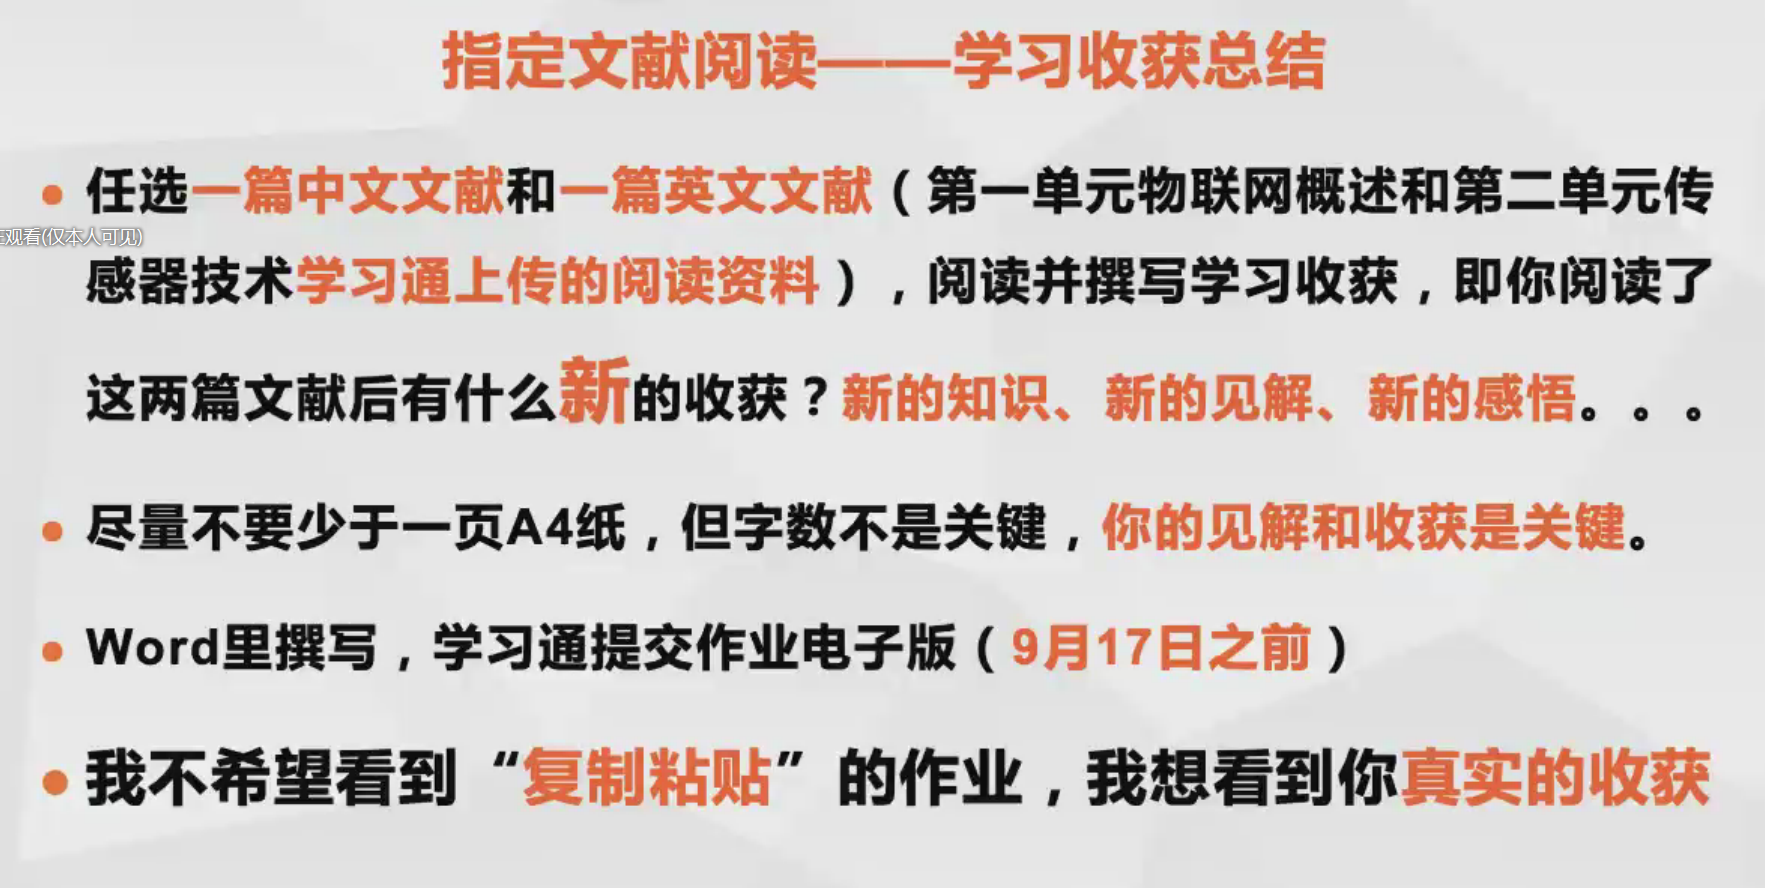 指定文献阅读——学习收获总结
• 任选一篇中文文献和一篇英文文献（第一单元物联网概述和第二单元传
观看(仅本人可见)
感器技术学习通上传的阅读资料），阅读并撰写学习收获，即你阅读了
这两篇文献后有什么新的收获？新的知识、新的见解、新的感悟。。。
• 尽量不要少于一页A4纸，但字数不是关键，你的见解和收获是关键。
• Word里撰写，学习通提交作业电子版（9月17日之前）
• 我不希望看到“复制粘贴”的作业，我想看到你真实的收获